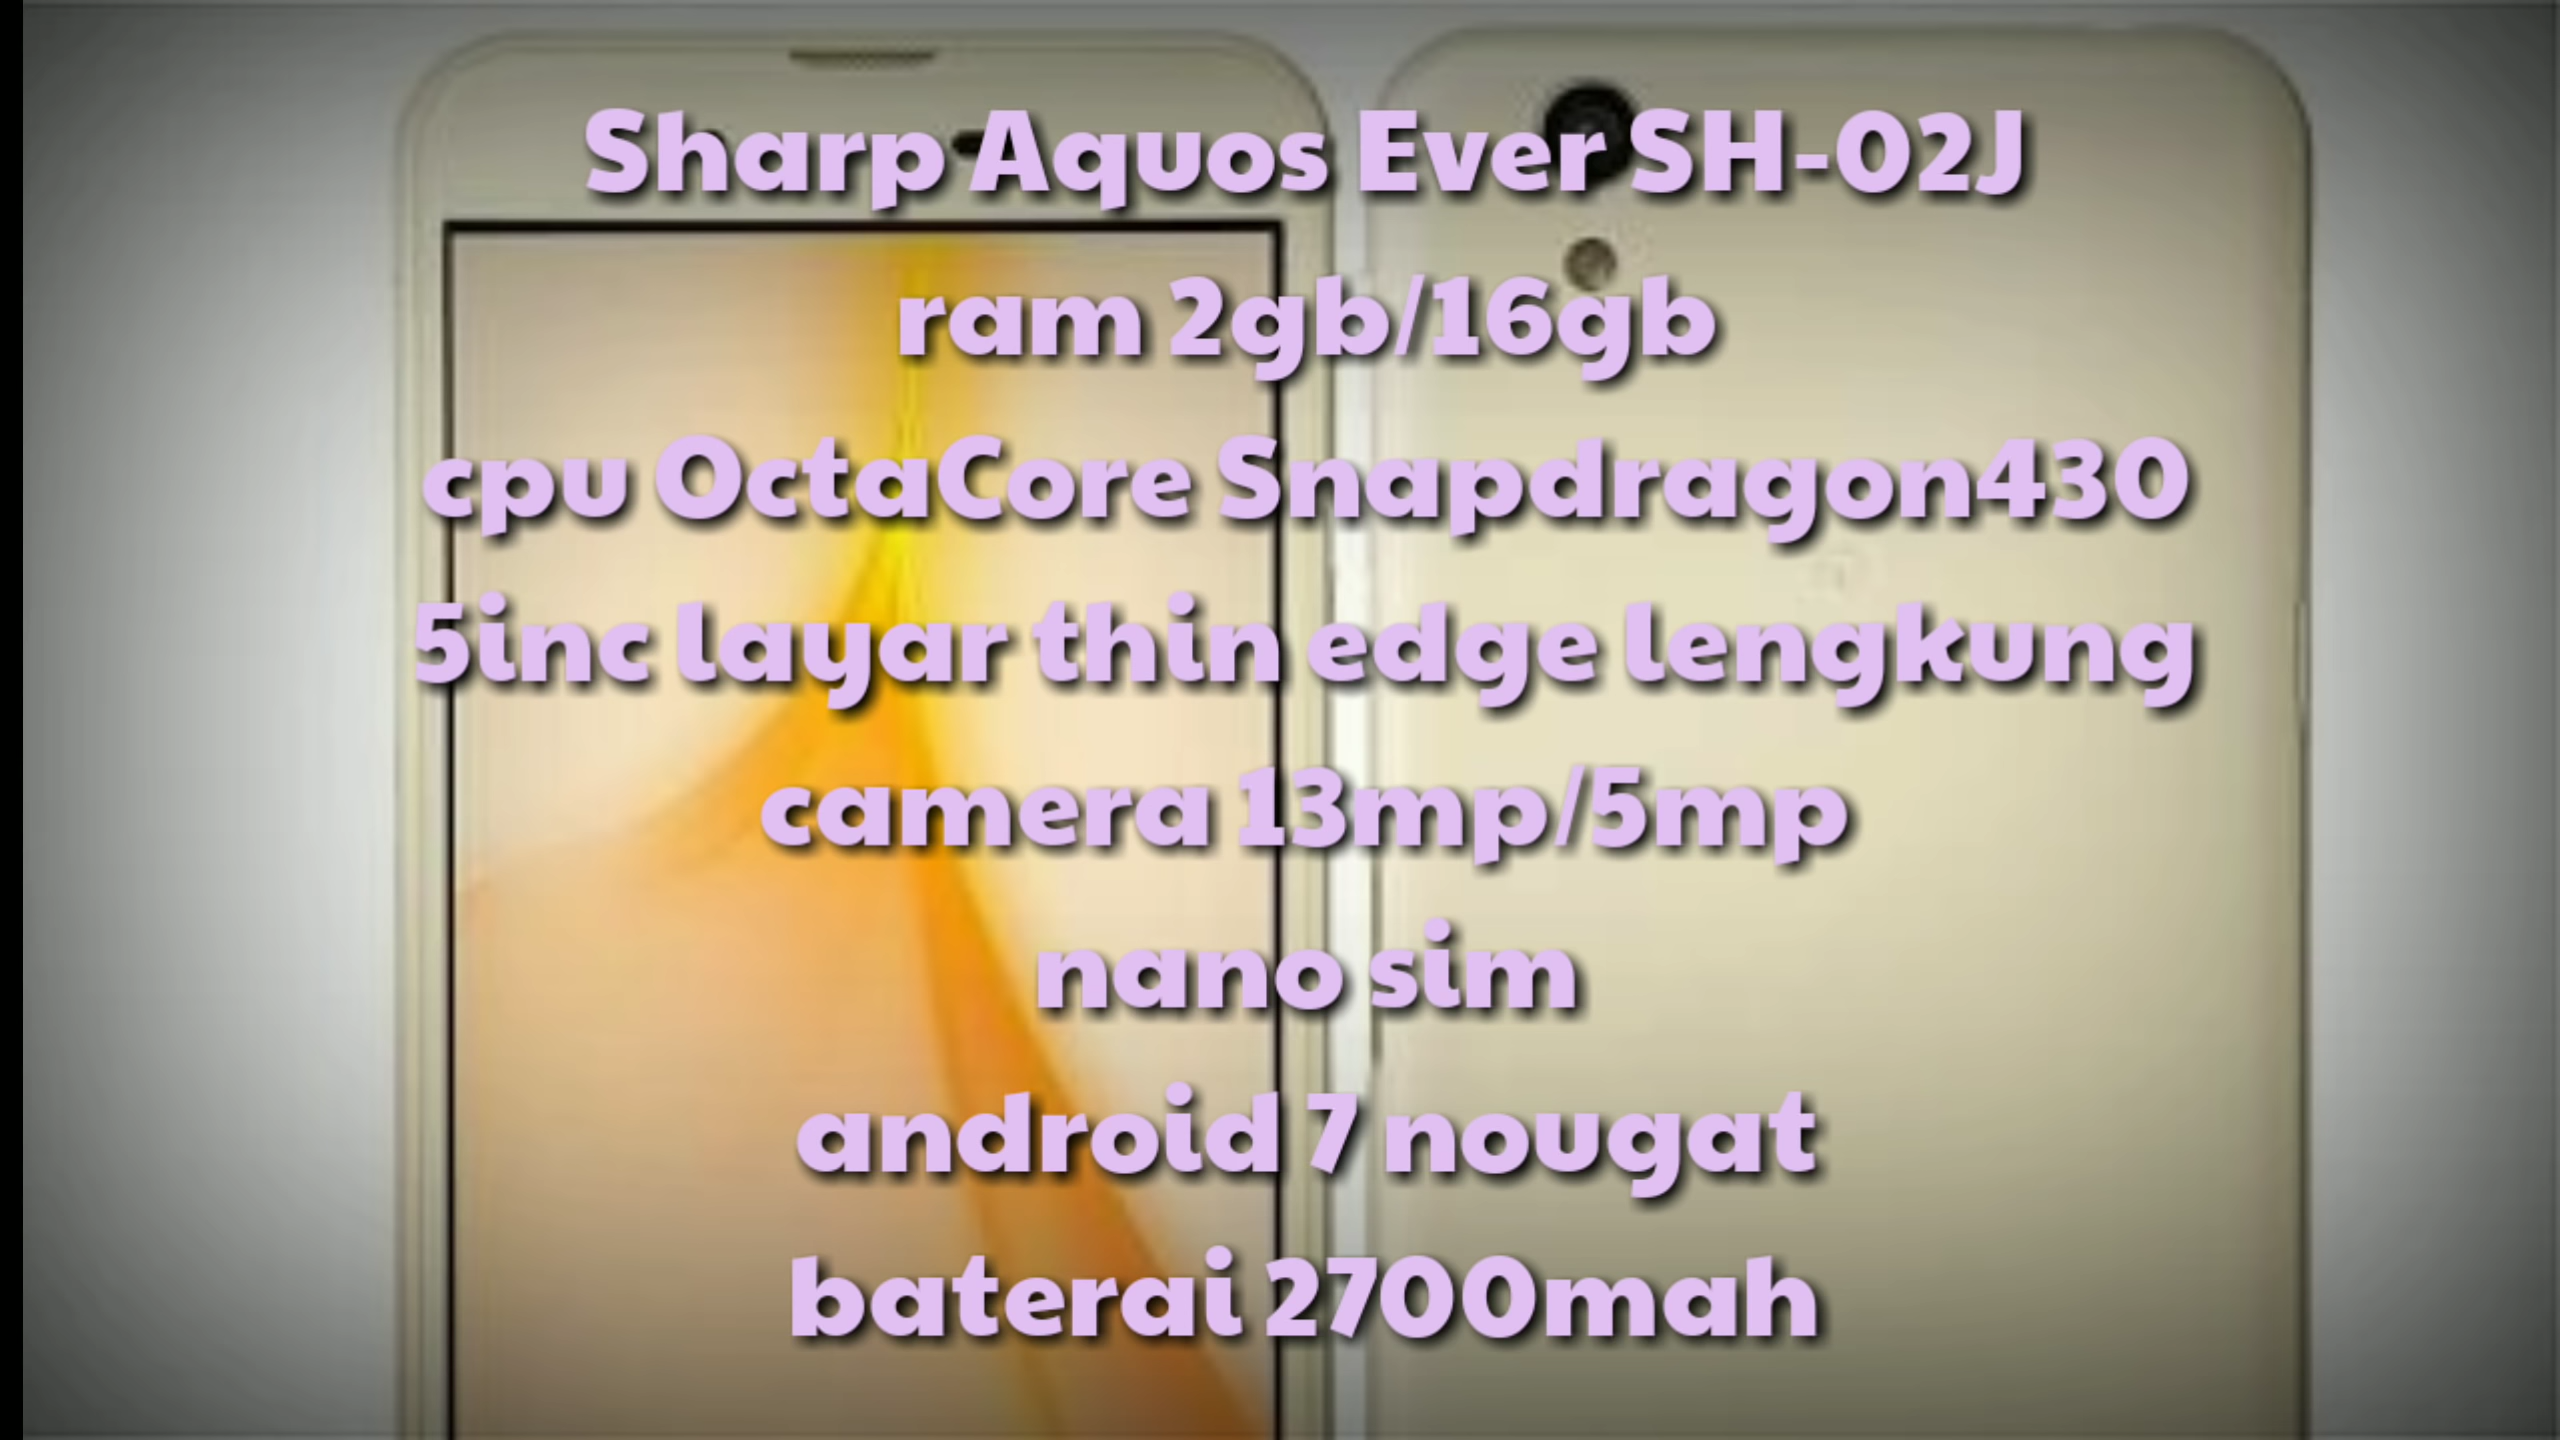 Sharp Aquos Ever SH-02J
ram 2gb/16gb
cpu OctaCore Snapdragon430
5inc layar thin edge lengkung
camera 13mp/5mp
nano sim
android 7 nougat
baterai 2700mah